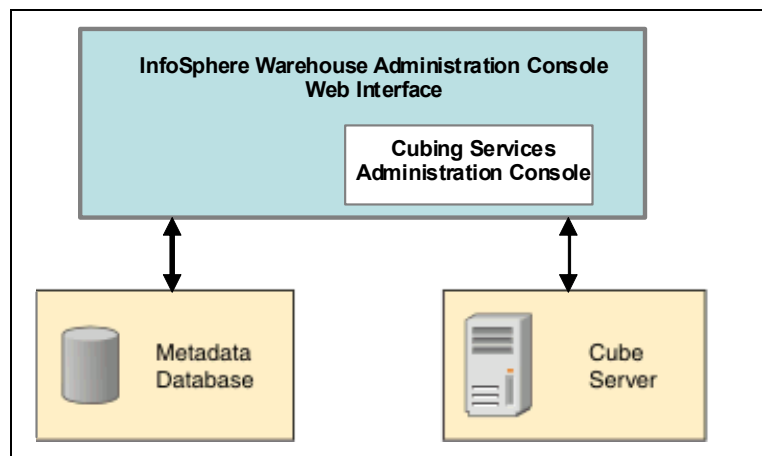 InfoSphere Warehouse Administration Console
Web Interface
Cubing Services
Administration Console
Metadata
Database
Cube
Server